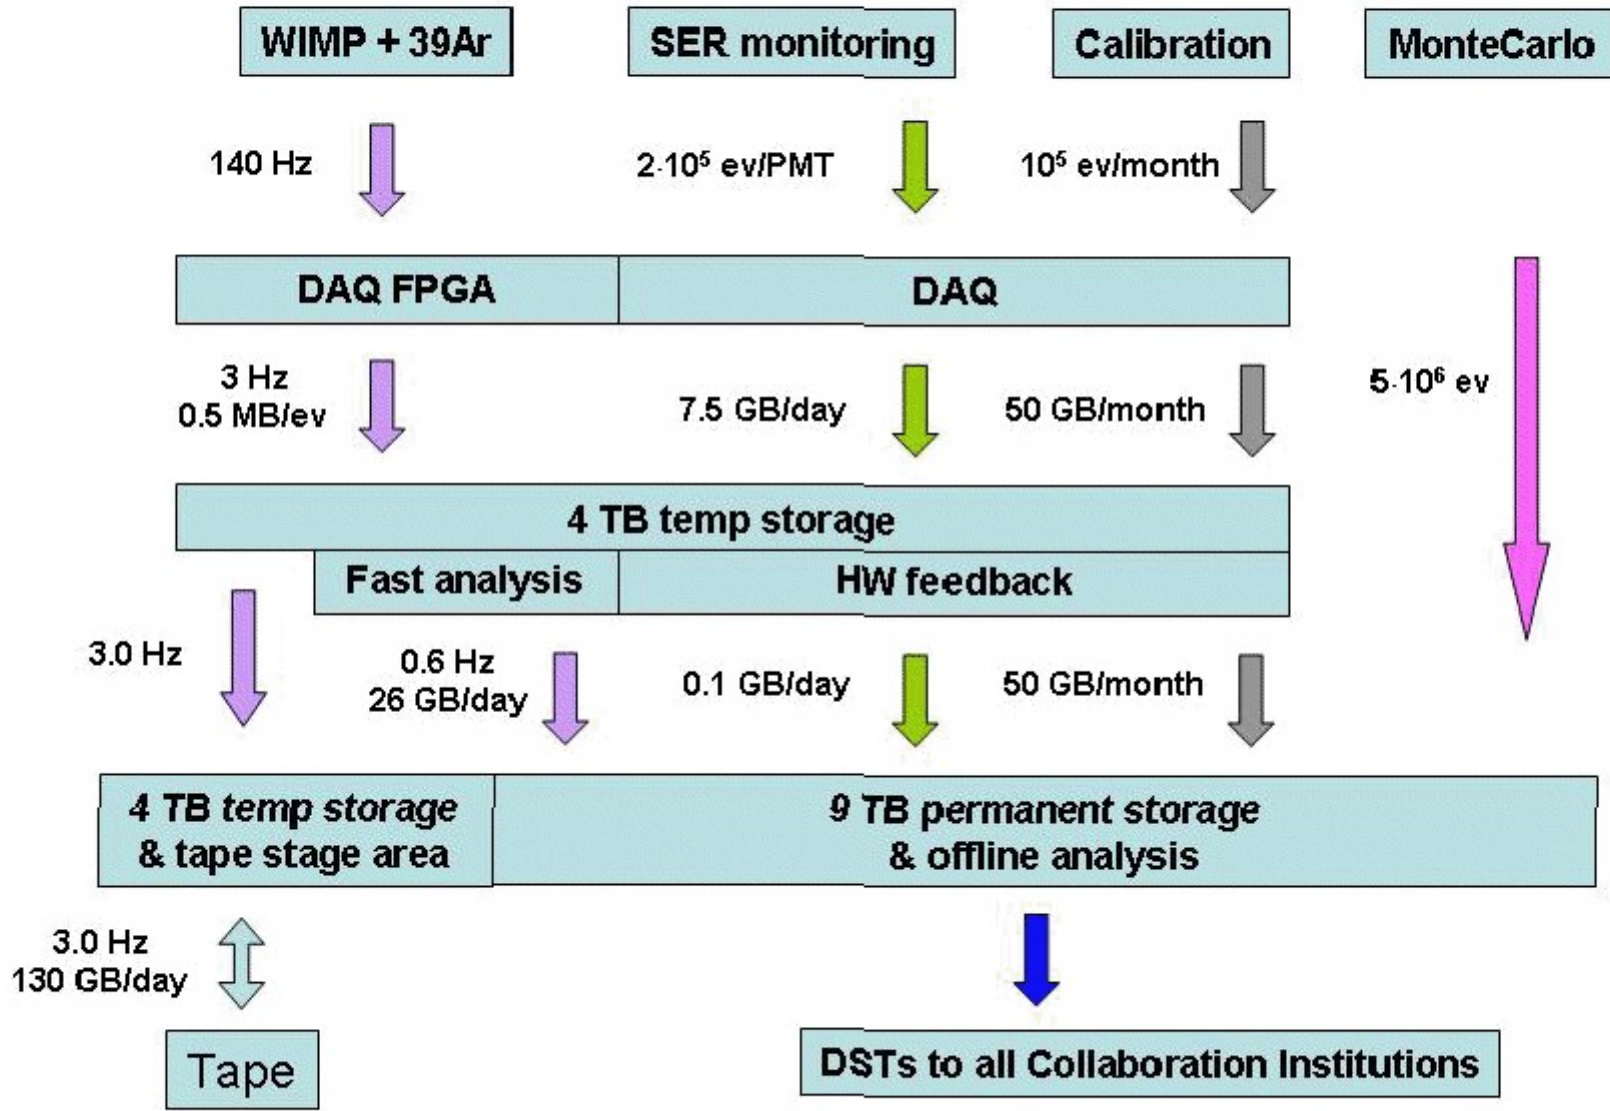 WIMP + 39Ar
SER monitoring
Calibration
MonteCarlo
140 Hz
2·10⁵ ev/PMT
10⁵ ev/month
DAQ FPGA
DAQ
3 Hz
0.5 MB/ev
7.5 GB/day
50 GB/month
5·10⁶ ev
4 TB temp storage
Fast analysis
HW feedback
3.0 Hz
0.6 Hz
26 GB/day
0.1 GB/day
50 GB/month
4 TB temp storage
& tape stage area
9 TB permanent storage
& offline analysis
3.0 Hz
130 GB/day
Tape
DSTs to all Collaboration Institutions